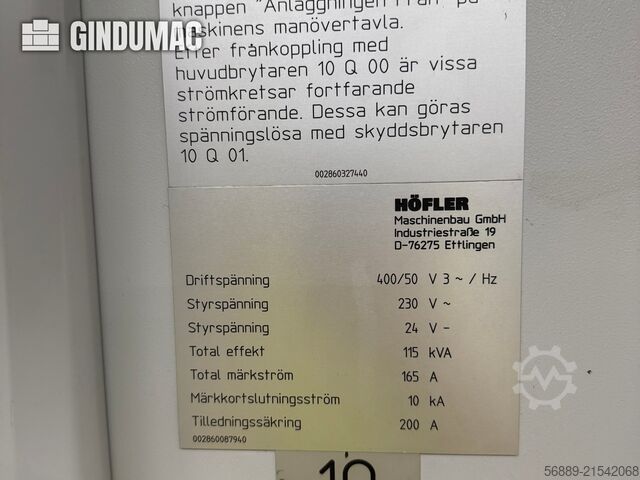 knappen "Anläggningen Från" på
maskinens manövertavla.
Efter frånkoppling med
huvudbrytaren 10 Q 00 är vissa
strömkretsar fortfarande
strömförande. Dessa kan göras
spänningslösa med skyddsbrytaren
10 Q 01.
002860327440
GINDUMAC
HÖFLER
Maschinenbau GmbH
Industriestraße 19
D-76275 Ettlingen
Driftspänning 400/50 V 3 ~ / Hz
Styrspänning 230 V ~
Styrspänning 24 V -
Total effekt 115 kVA
Total märkström 165 A
Märkkortslutningsström 10 kA
Tilledningssäkring 200 A
002860087940
10
56889-21542068